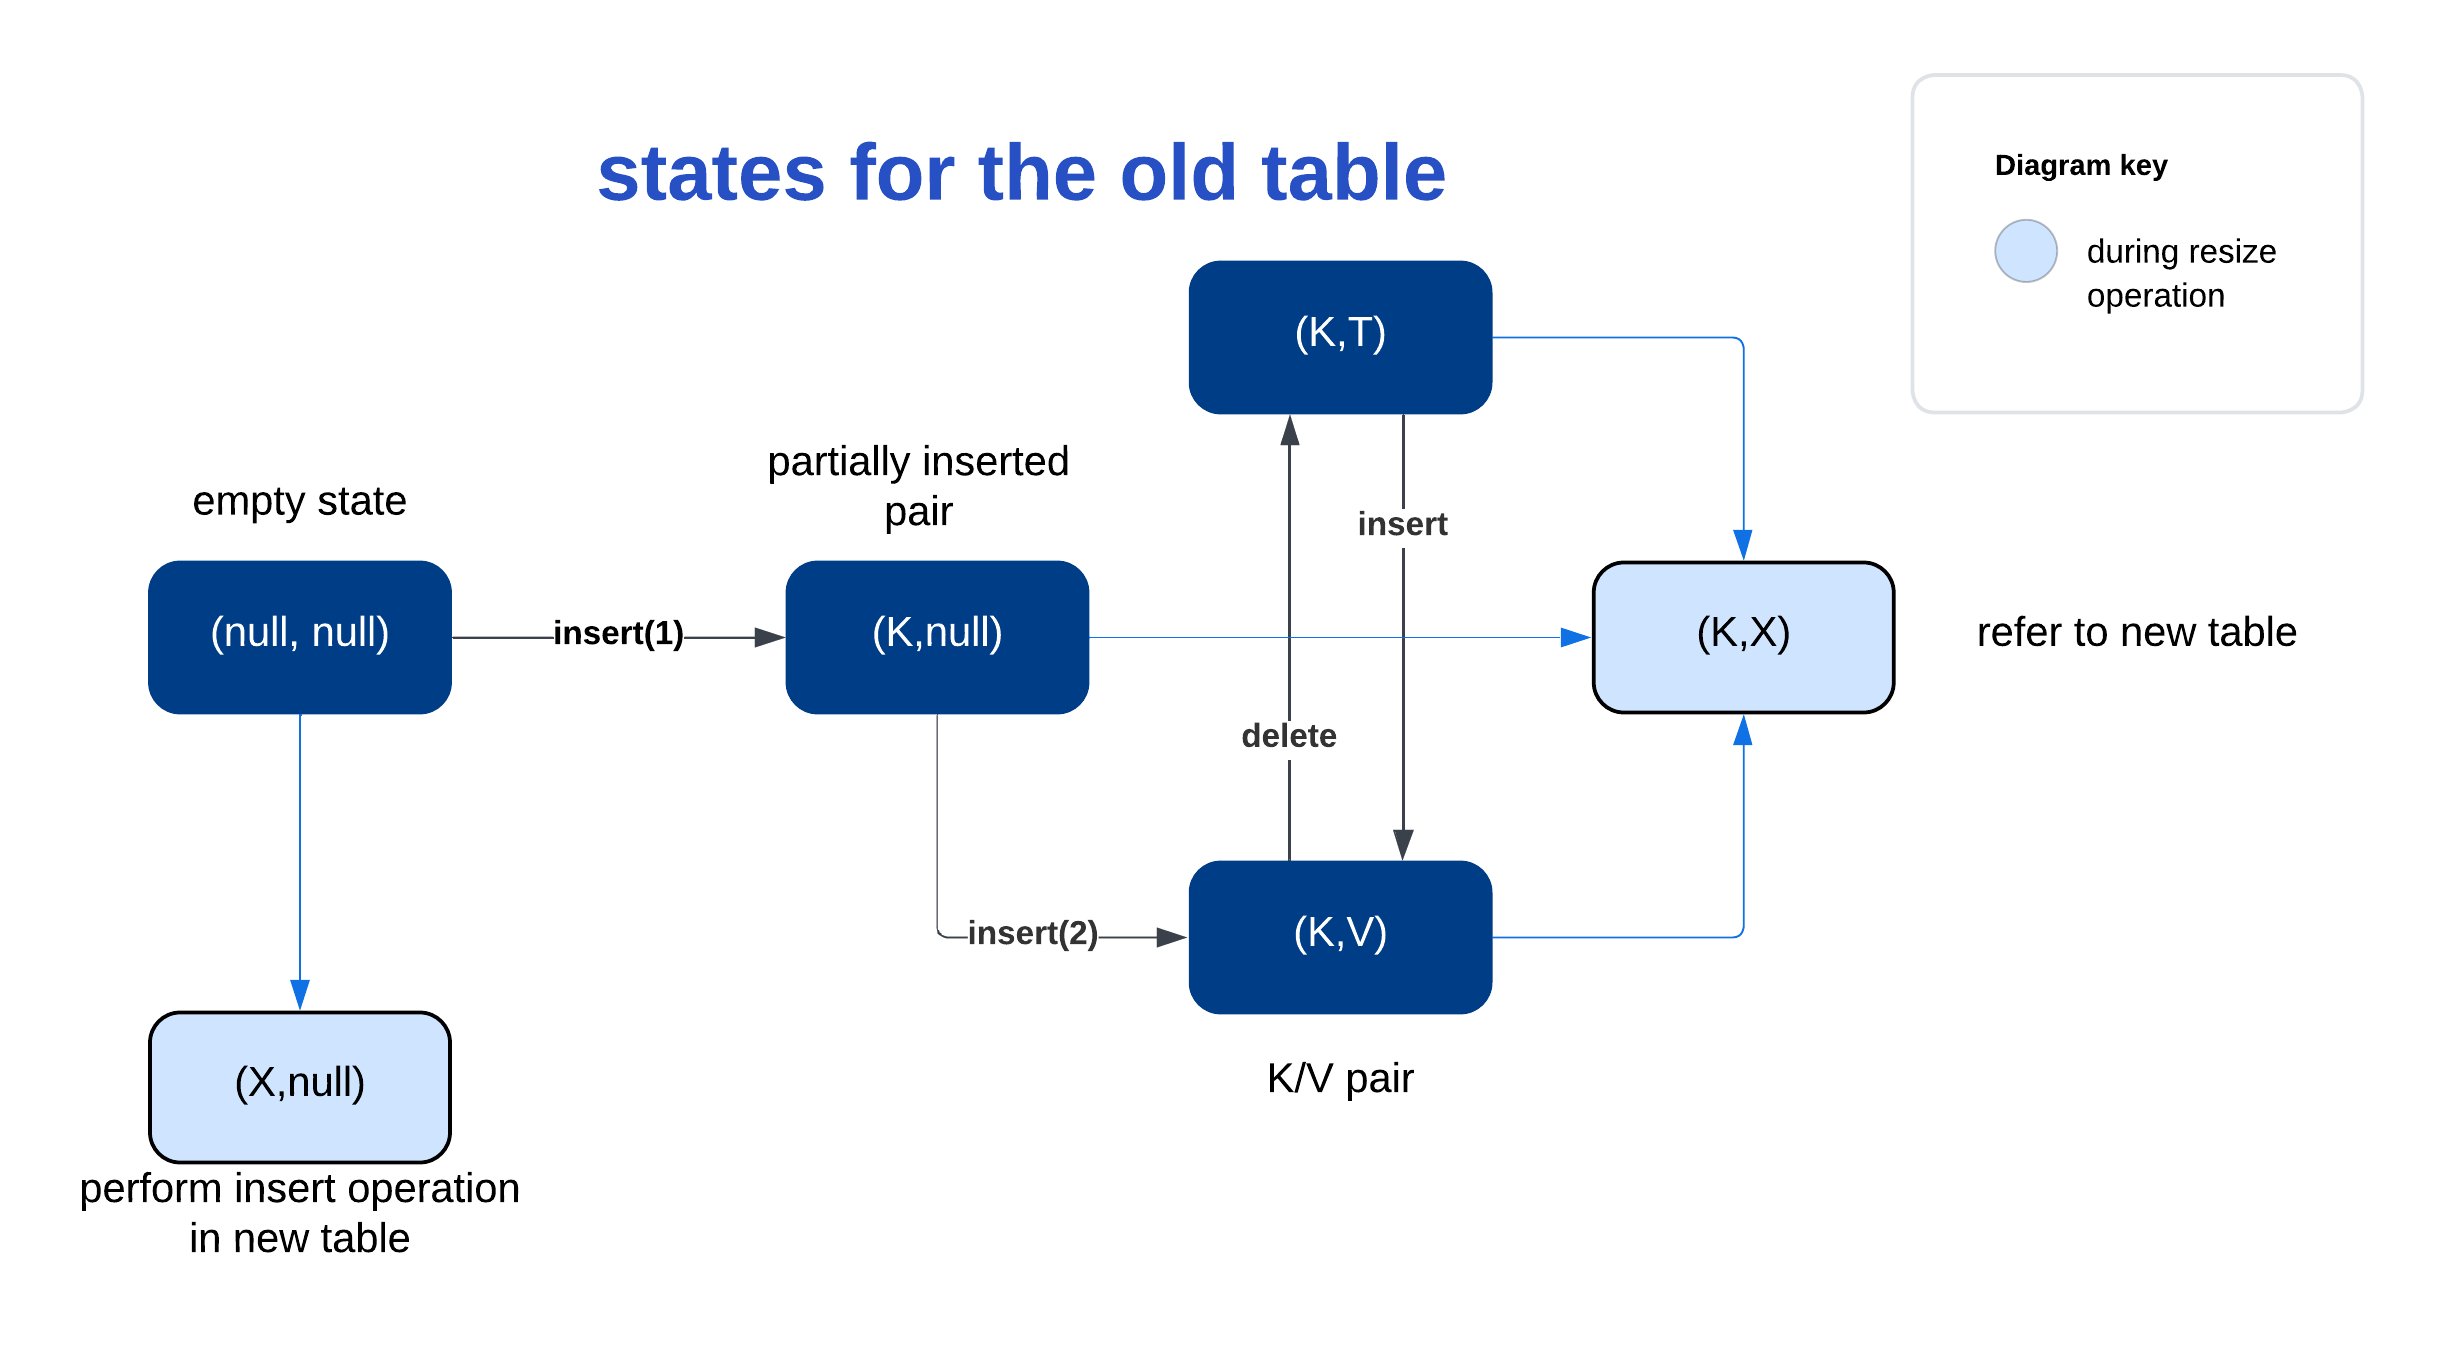 states for the old table
Diagram key
during resize
operation
(K,T)
partially inserted
pair
empty state
insert
(null, null)
insert(1)
(K,null)
(K,X)
refer to new table
delete
insert(2)
(K,V)
K/V pair
(X,null)
perform insert operation
in new table